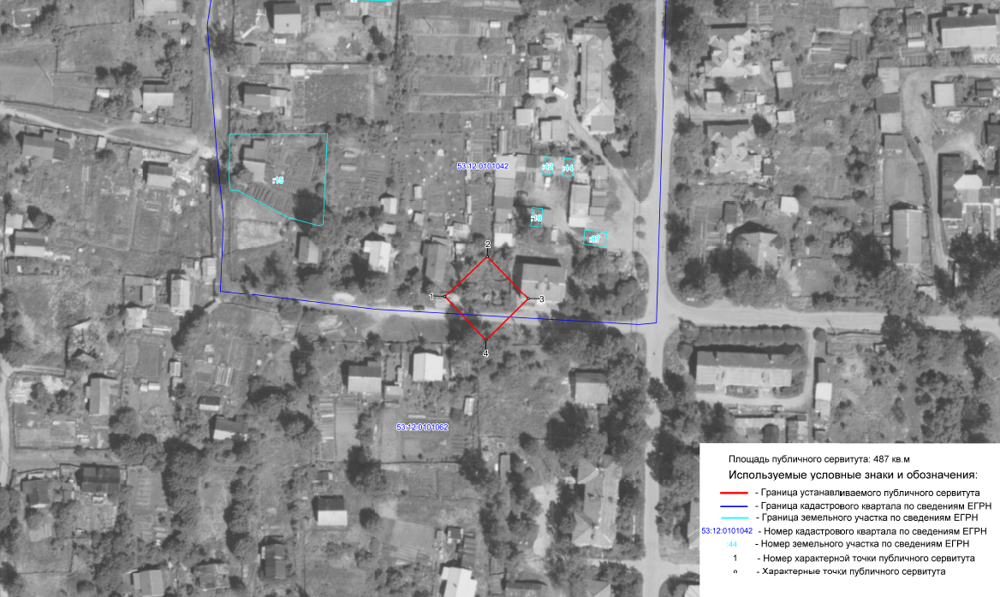 53:12:0101042
:42
:44
:15
:18
:37
2
1
3
4
53:12:0101062
Площадь публичного сервитута: 487 кв.м
Используемые условные знаки и обозначения:
- Граница устанавливаемого публичного сервитута
- Граница кадастрового квартала по сведениям ЕГРН
- Граница земельного участка по сведениям ЕГРН
53:12:0101042 - Номер кадастрового квартала по сведениям ЕГРН
:44 - Номер земельного участка по сведениям ЕГРН
1 - Номер характерной точки публичного сервитута
- Характерные точки публичного сервитута